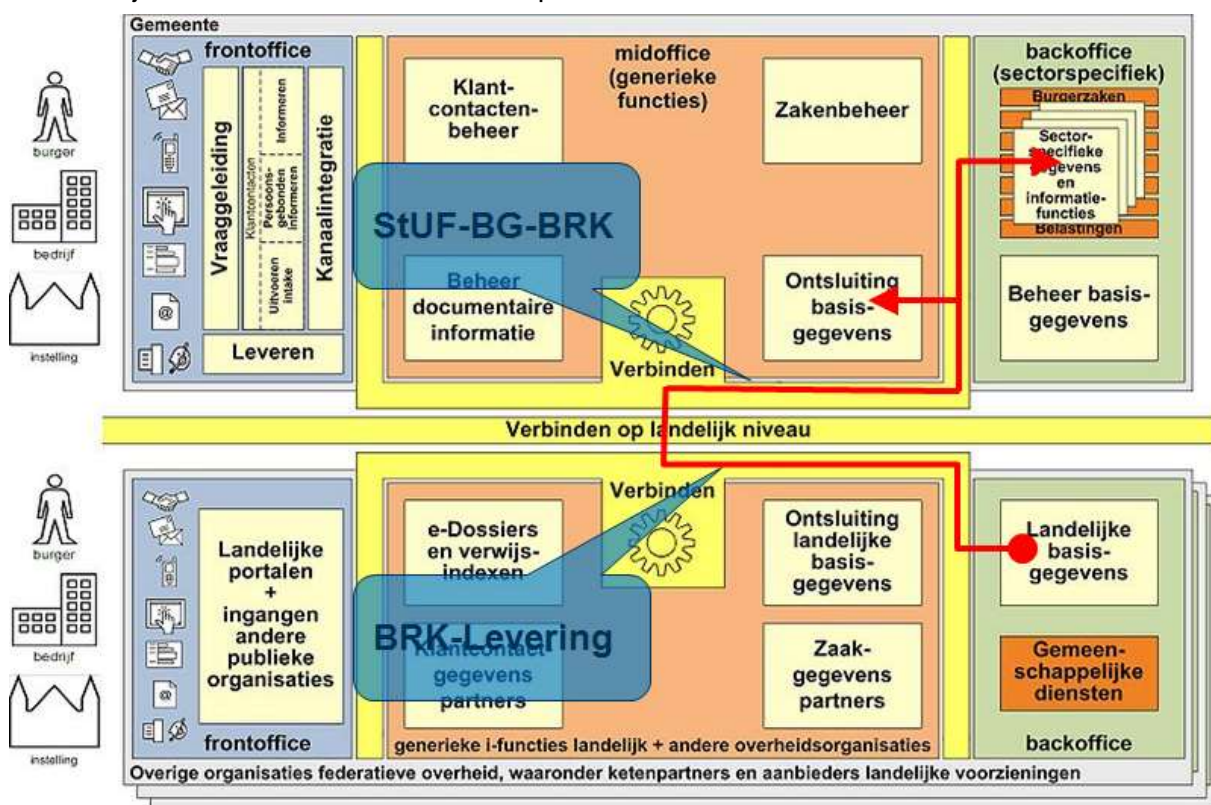 Gemeente
frontoffice
Vraaggeleiding
Klantcontacten
Informeren
Persoons-
gebonden
informeren
Uitvoeren
intake
Kanaalintegratie
Leveren
burger
bedrijf
instelling
midoffice
(generieke
functies)
Klant-
contacten-
beheer
Zakenbeheer
StUF-BG-BRK
Beheer
documentaire
informatie
Verbinden
Ontsluiting
basis-
gegevens
backoffice
(sectorspecifiek)
Burgerzaken
Sector-
specifieke
gegevens
en
informatie-
functies
Belastingen
Beheer basis-
gegevens
Verbinden op landelijk niveau
burger
bedrijf
instelling
@
@
Landelijke
portalen
+
ingangen
andere
publieke
organisaties
frontoffice
Verbinden
e-Dossiers
en verwijs-
indexen
Ontsluiting
landelijke
basis-
gegevens
BRK-Levering
Klantcontact
gegevens
partners
Zaak-
gegevens
partners
generieke i-functies landelijk + andere overheidsorganisaties
Landelijke
basis-
gegevens
Gemeen-
schappelijke
diensten
backoffice
Overige organisaties federatieve overheid, waaronder ketenpartners en aanbieders landelijke voorzieningen